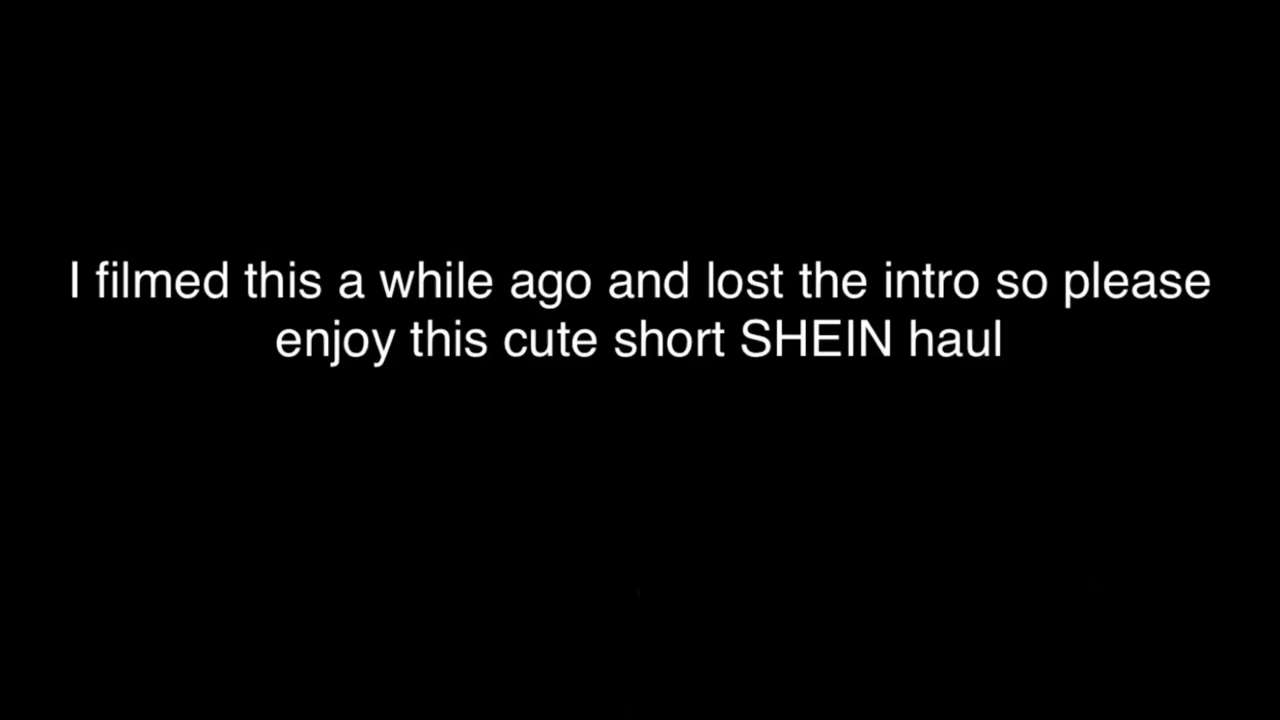 I filmed this a while ago and lost the intro so please
enjoy this cute short SHEIN haul